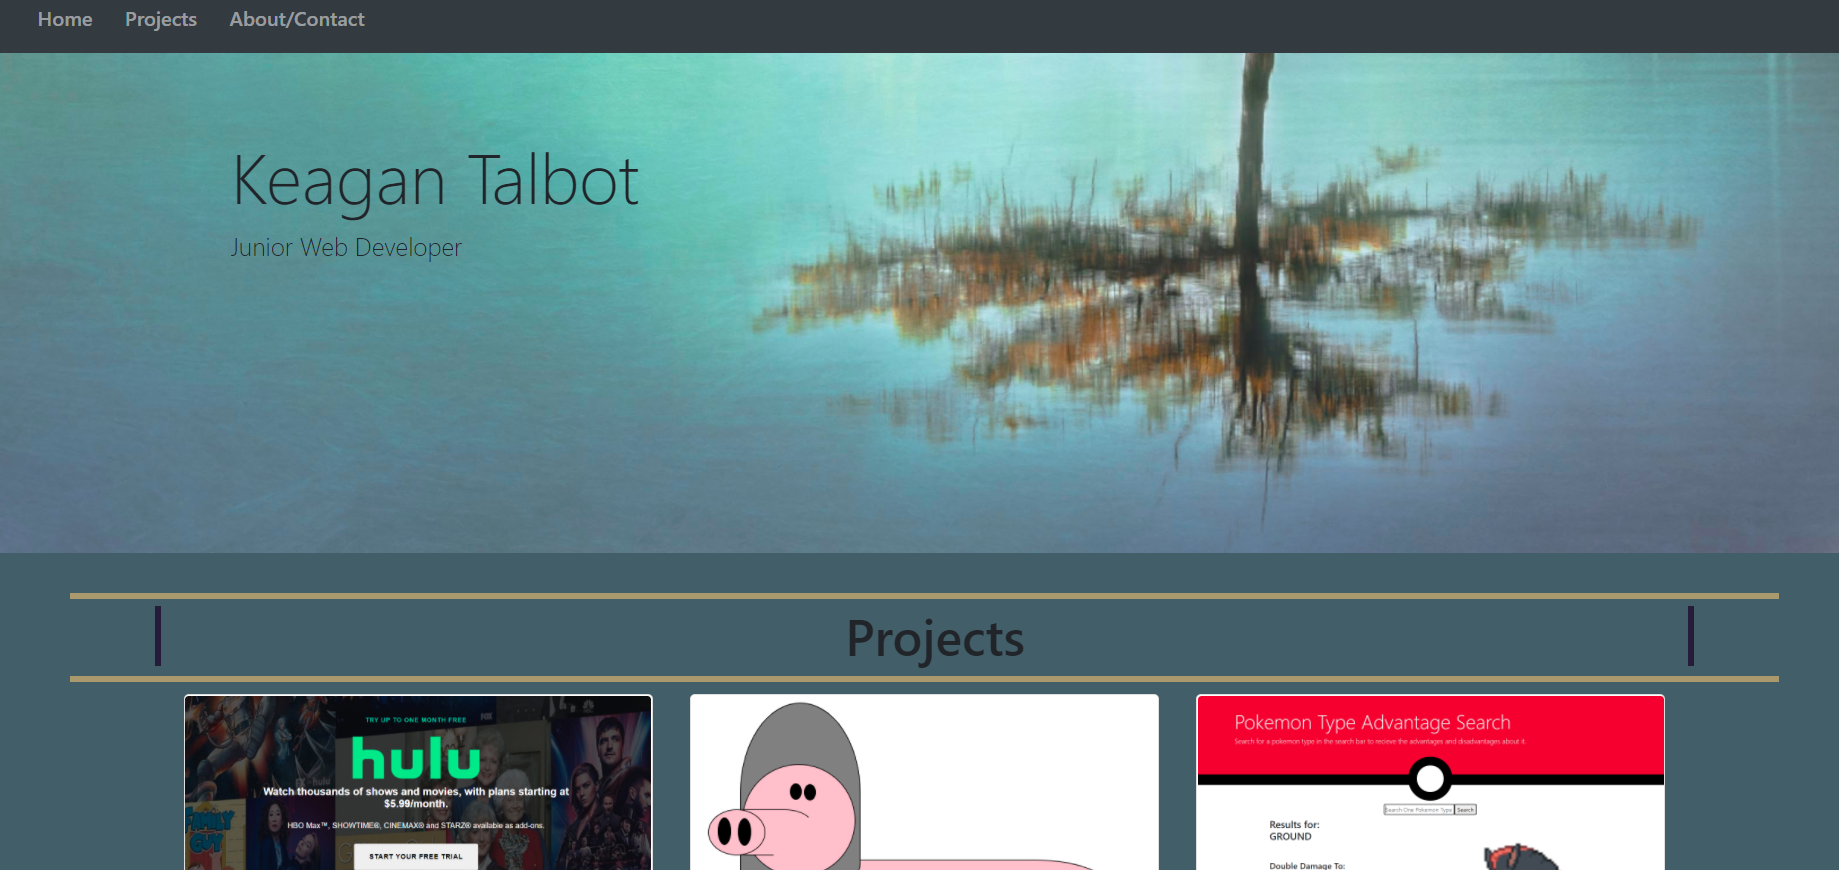 Home Projects About/Contact
Keagan Talbot
Junior Web Developer
Projects
TRY UP TO ONE MONTH FREE
hulu
Watch thousands of shows and movies, with plans starting at
$5.99/month.
HBO Max™, SHOWTIME®, CINEMAX® and STARZ® available as add-ons.
START YOUR FREE TRIAL
FOX
hulu
FAMILY
GUY
Pokemon Type Advantage Search
Search for a pokemon type in the search bar to recieve the advantages and disadvantages about it.
Search One Pokemon Type Search
Results for:
GROUND
Double Damage To: